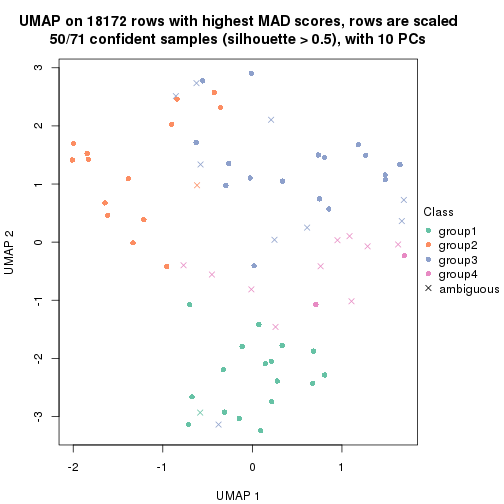 UMAP on 18172 rows with highest MAD scores, rows are scaled
50/71 confident samples (silhouette > 0.5), with 10 PCs
3
2
1
0
-1
-2
-3
UMAP 2
-2
-1
0
1
UMAP 1
Class
group1
group2
group3
group4
ambiguous